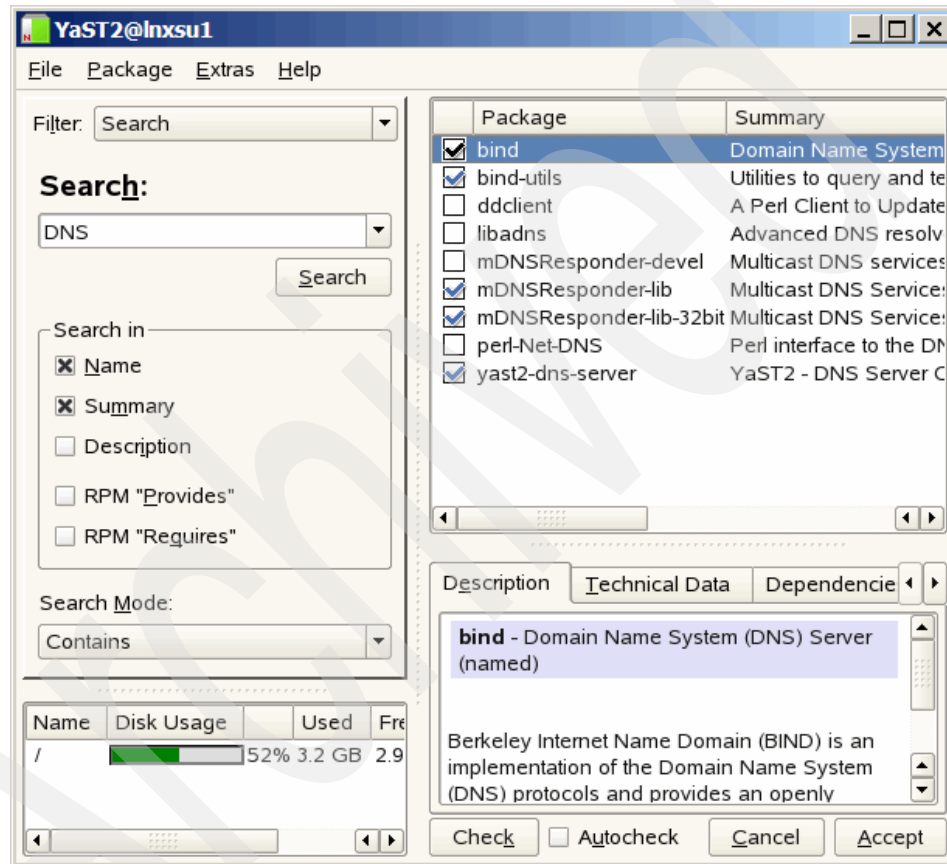 YaST2@lnxsu1
File Package Extras Help
Filter: Search
Search:
DNS
Search
Search in
Name
Summary
Description
RPM "Provides"
RPM "Requires"
Search Mode:
Contains
Name Disk Usage Used Fre
/ 52% 3.2 GB 2.9
Package Summary
bind Domain Name System
bind-utils Utilities to query and te
ddclient A Perl Client to Update
libadns Advanced DNS resolv
mDNSResponder-devel Multicast DNS services
mDNSResponder-lib Multicast DNS Service
mDNSResponder-lib-32bit Multicast DNS Service
perl-Net-DNS Perl interface to the DN
yast2-dns-server YaST2 - DNS Server C
Description Technical Data Dependencie
bind - Domain Name System (DNS) Server
(named)
Berkeley Internet Name Domain (BIND) is an
implementation of the Domain Name System
(DNS) protocols and provides an openly
Check Autocheck Cancel Accept